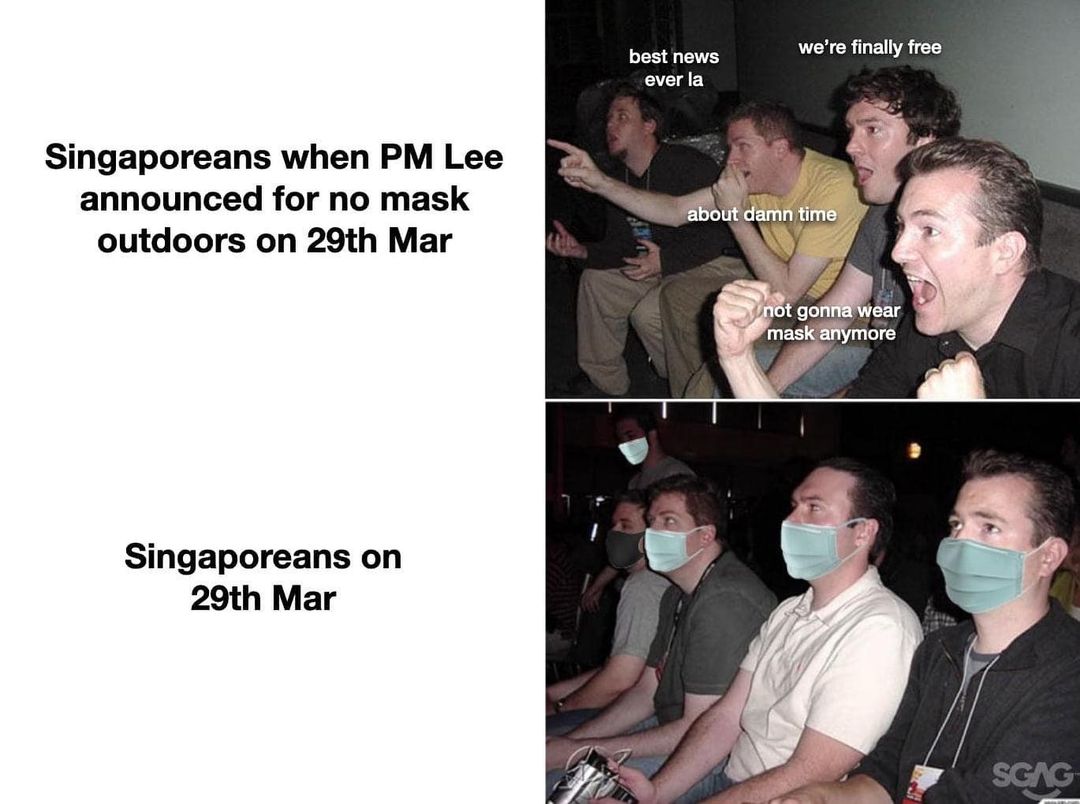 Singaporeans when PM Lee
announced for no mask
outdoors on 29th Mar
best news
ever la
we’re finally free
about damn time
not gonna wear
mask anymore
Singaporeans on
29th Mar
SGAG